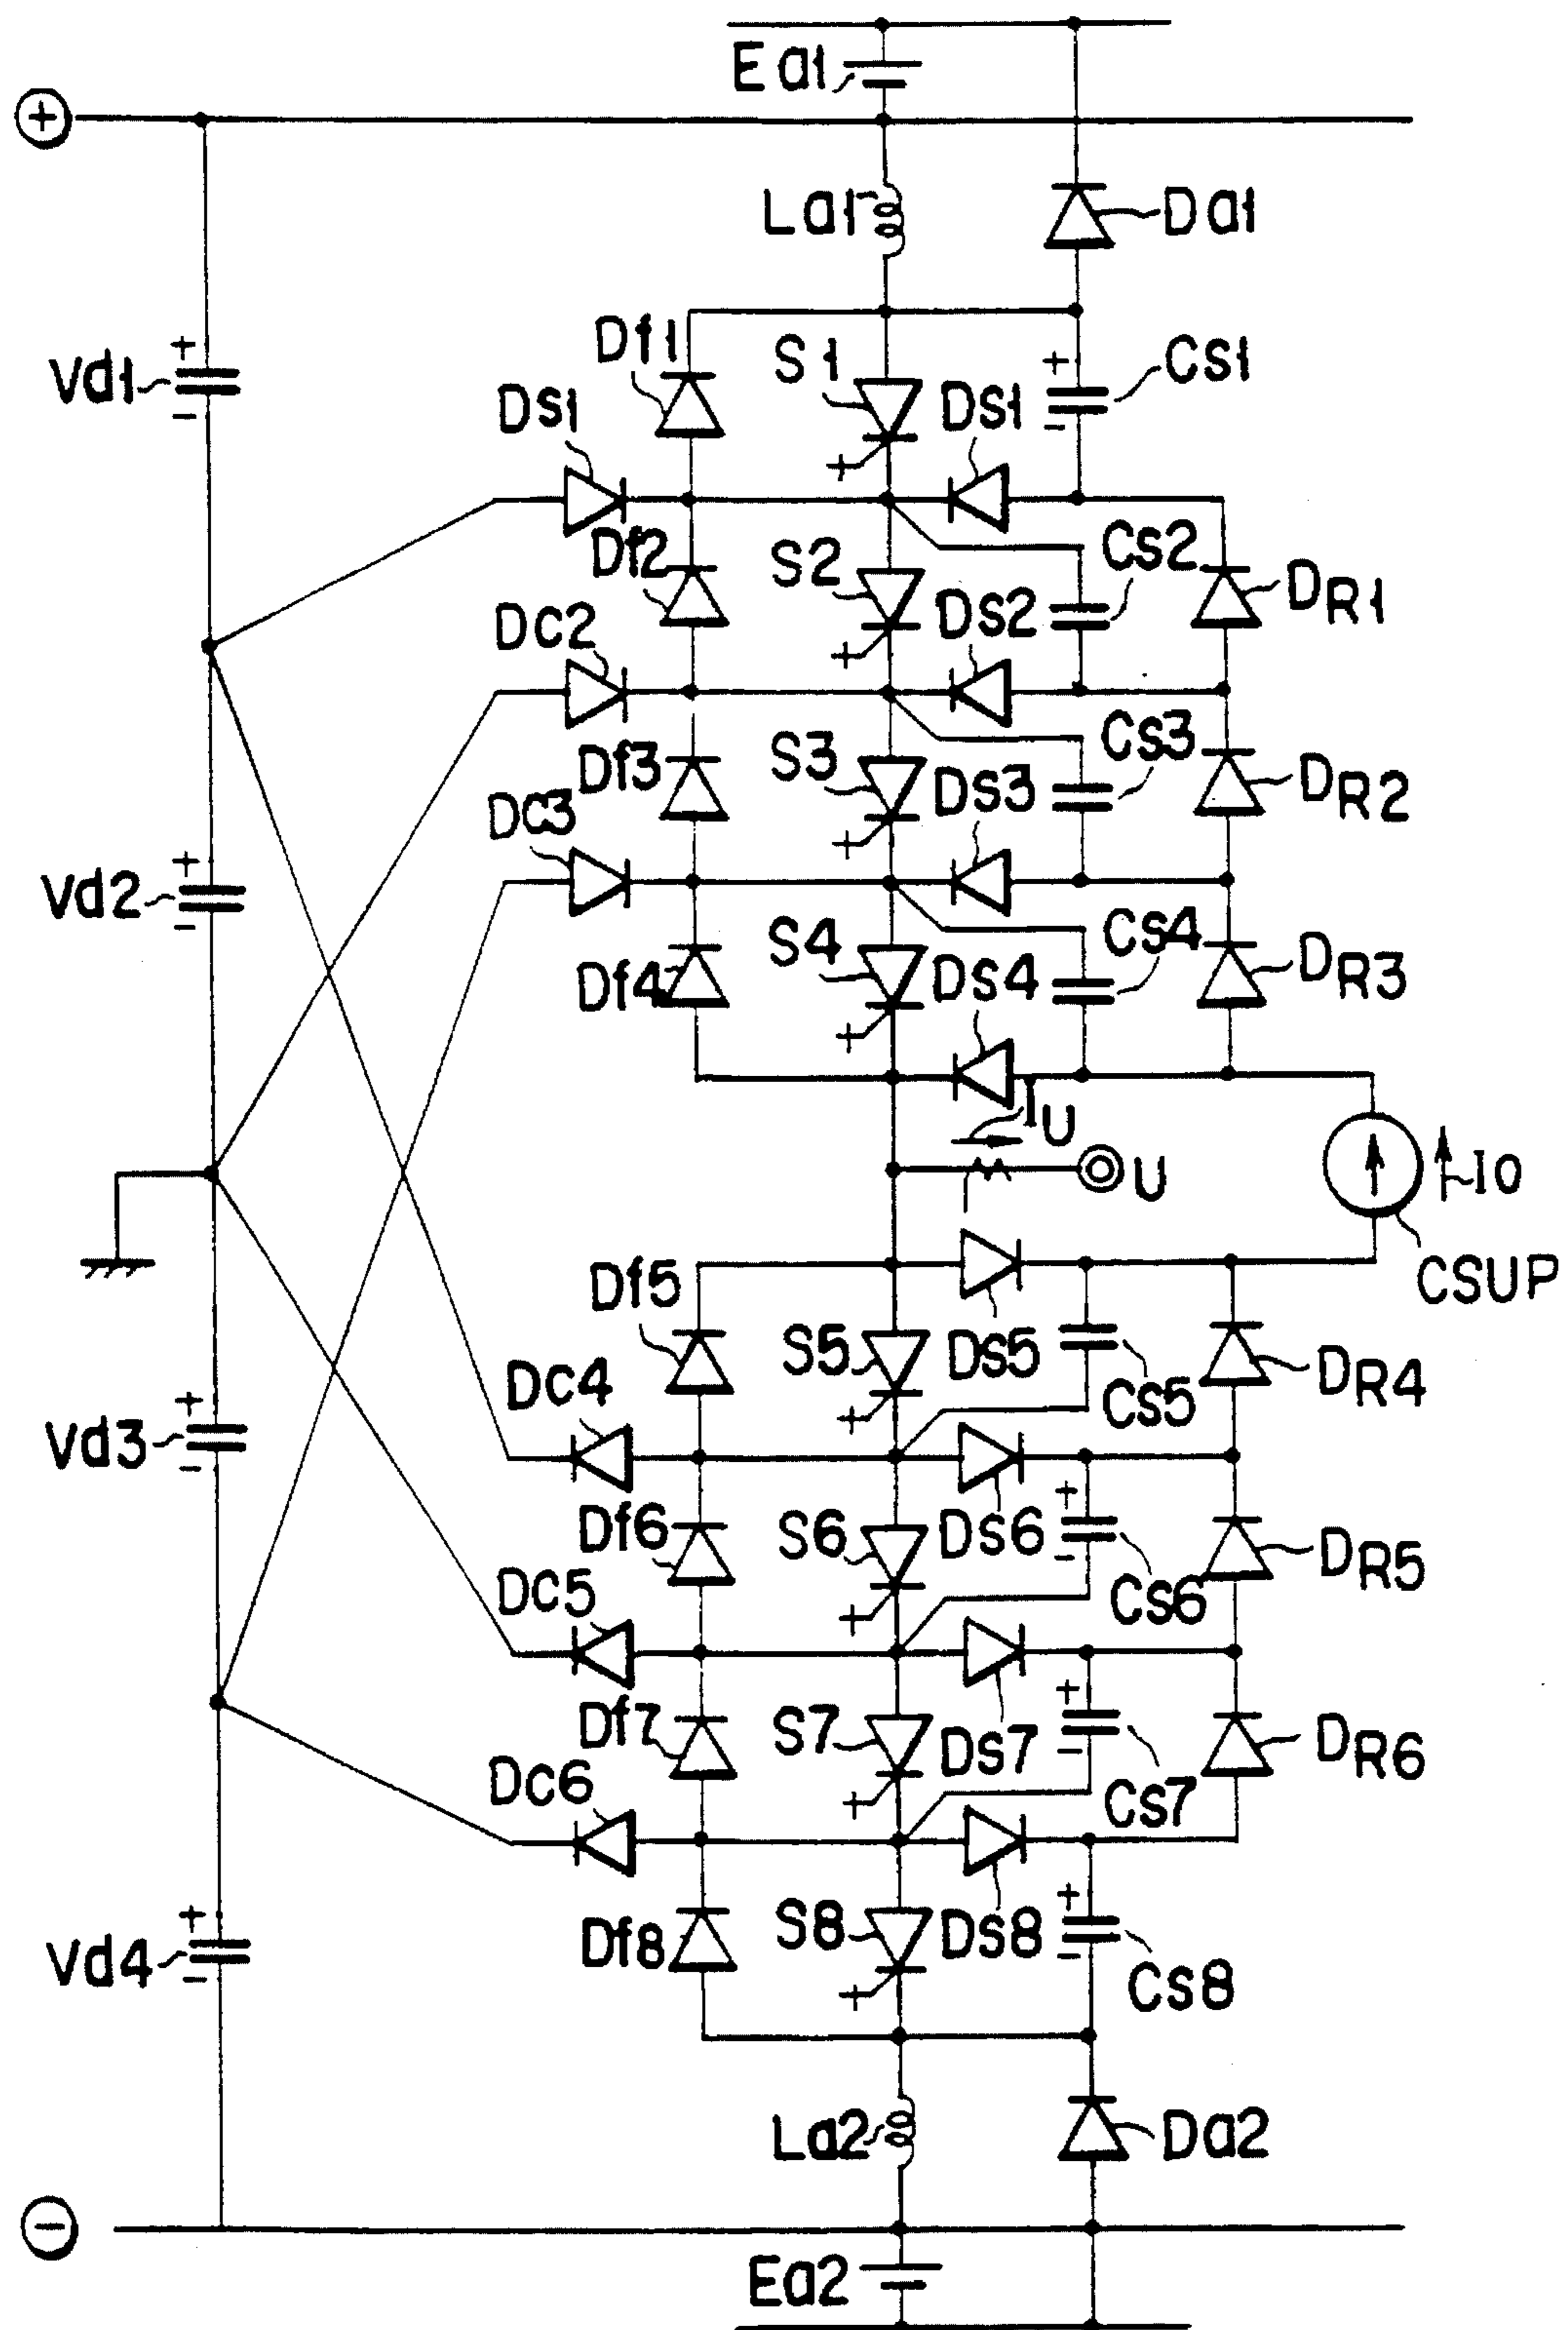 Ea1
+
La1
Da1
Vd1
+
−
Df1
S1
Ds1
Ds1
+
−
Cs1
+
Df2
S2
Cs2
DR1
Dc2
Ds2
+
Df3
S3
Cs3
DR2
Dc3
Ds3
+
Vd2
+
−
Df4
S4
Cs4
DR3
Ds4
+
IU
U
IO
CSUP
Df5
S5
Ds5
Cs5
DR4
Dc4
+
Vd3
+
−
Df6
S6
Ds6
+
−
Cs6
DR5
Dc5
+
Df7
S7
Ds7
+
−
Cs7
DR6
Dc6
+
Vd4
+
−
Df8
S8
Ds8
+
−
Cs8
+
La2
Da2
−
Ea2